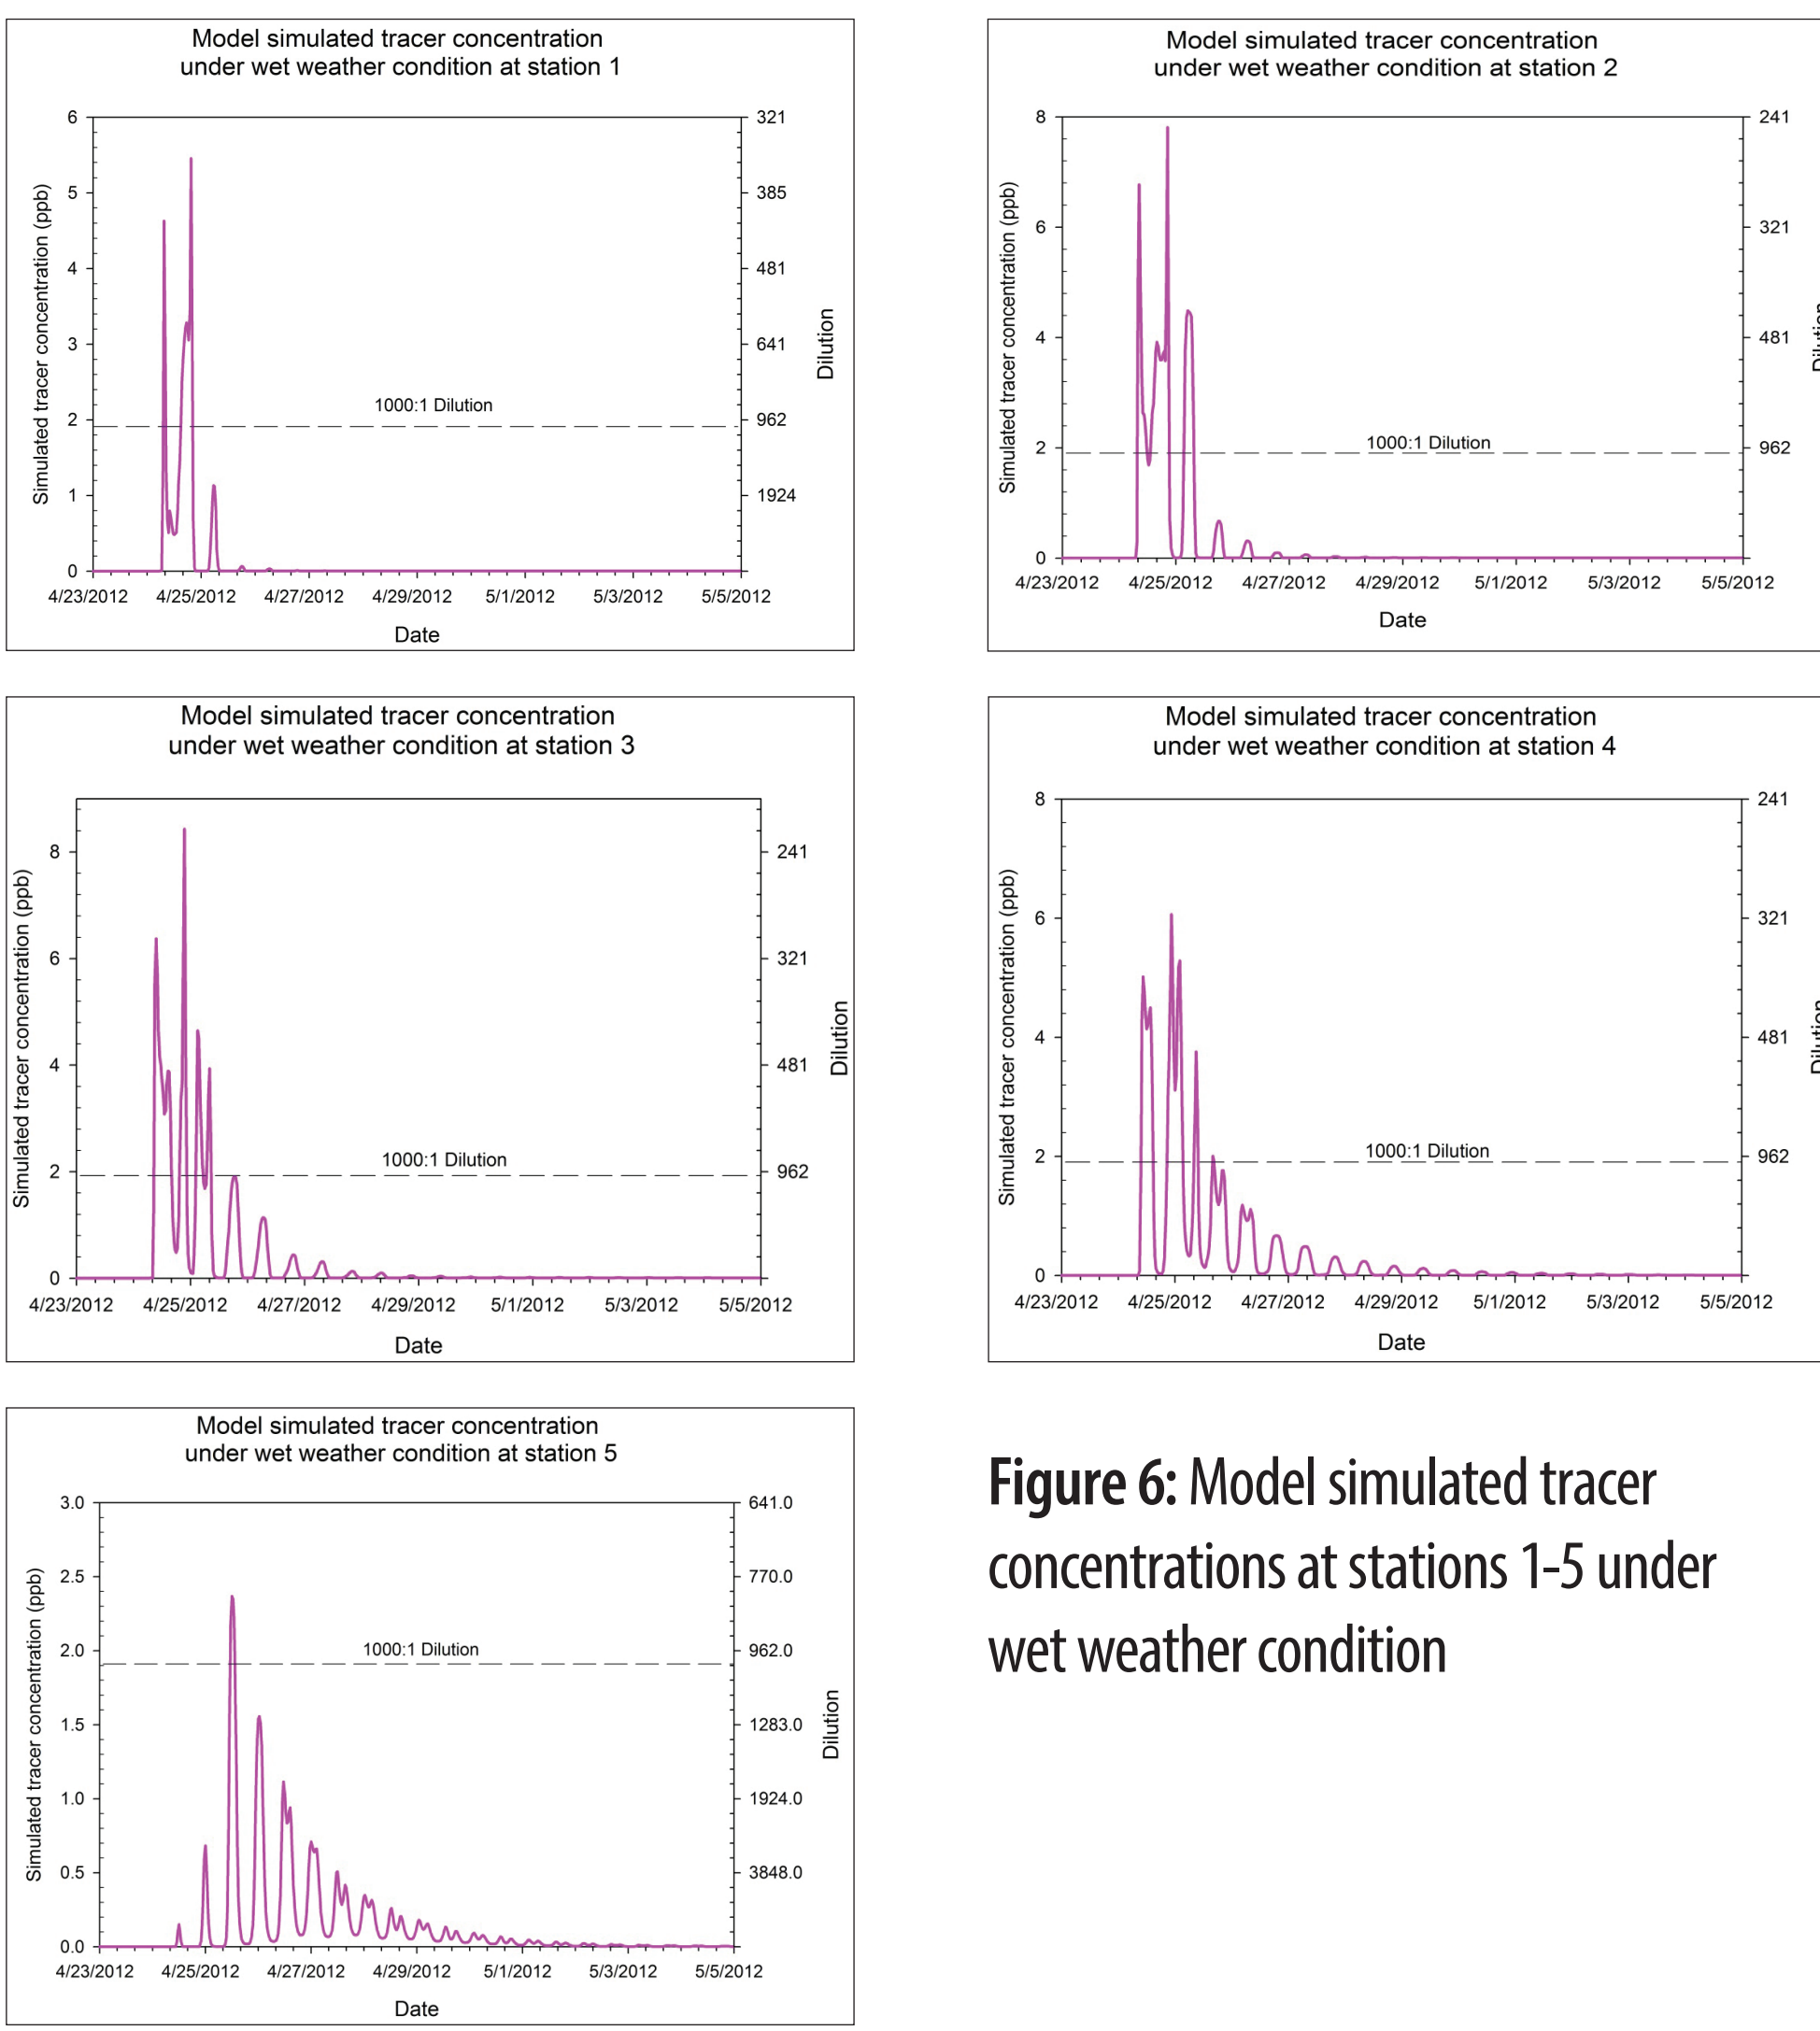 Model simulated tracer concentration
under wet weather condition at station 1
6
5
4
3
2
1
0
321
385
481
641
962
1924
Simulated tracer concentration (ppb)
Dilution
1000:1 Dilution
4/23/2012 4/25/2012 4/27/2012 4/29/2012 5/1/2012 5/3/2012 5/5/2012
Date
Model simulated tracer concentration
under wet weather condition at station 2
8
6
4
2
0
241
321
481
962
Simulated tracer concentration (ppb)
1000:1 Dilution
4/23/2012 4/25/2012 4/27/2012 4/29/2012 5/1/2012 5/3/2012 5/5/2012
Date
Model simulated tracer concentration
under wet weather condition at station 3
8
6
4
2
0
241
321
481
962
Simulated tracer concentration (ppb)
Dilution
1000:1 Dilution
4/23/2012 4/25/2012 4/27/2012 4/29/2012 5/1/2012 5/3/2012 5/5/2012
Date
Model simulated tracer concentration
under wet weather condition at station 4
8
6
4
2
0
241
321
481
962
Simulated tracer concentration (ppb)
1000:1 Dilution
4/23/2012 4/25/2012 4/27/2012 4/29/2012 5/1/2012 5/3/2012 5/5/2012
Date
Model simulated tracer concentration
under wet weather condition at station 5
3.0
2.5
2.0
1.5
1.0
0.5
0.0
641.0
770.0
962.0
1283.0
1924.0
3848.0
Simulated tracer concentration (ppb)
Dilution
1000:1 Dilution
4/23/2012 4/25/2012 4/27/2012 4/29/2012 5/1/2012 5/3/2012 5/5/2012
Date
Figure 6: Model simulated tracer
concentrations at stations 1-5 under
wet weather condition